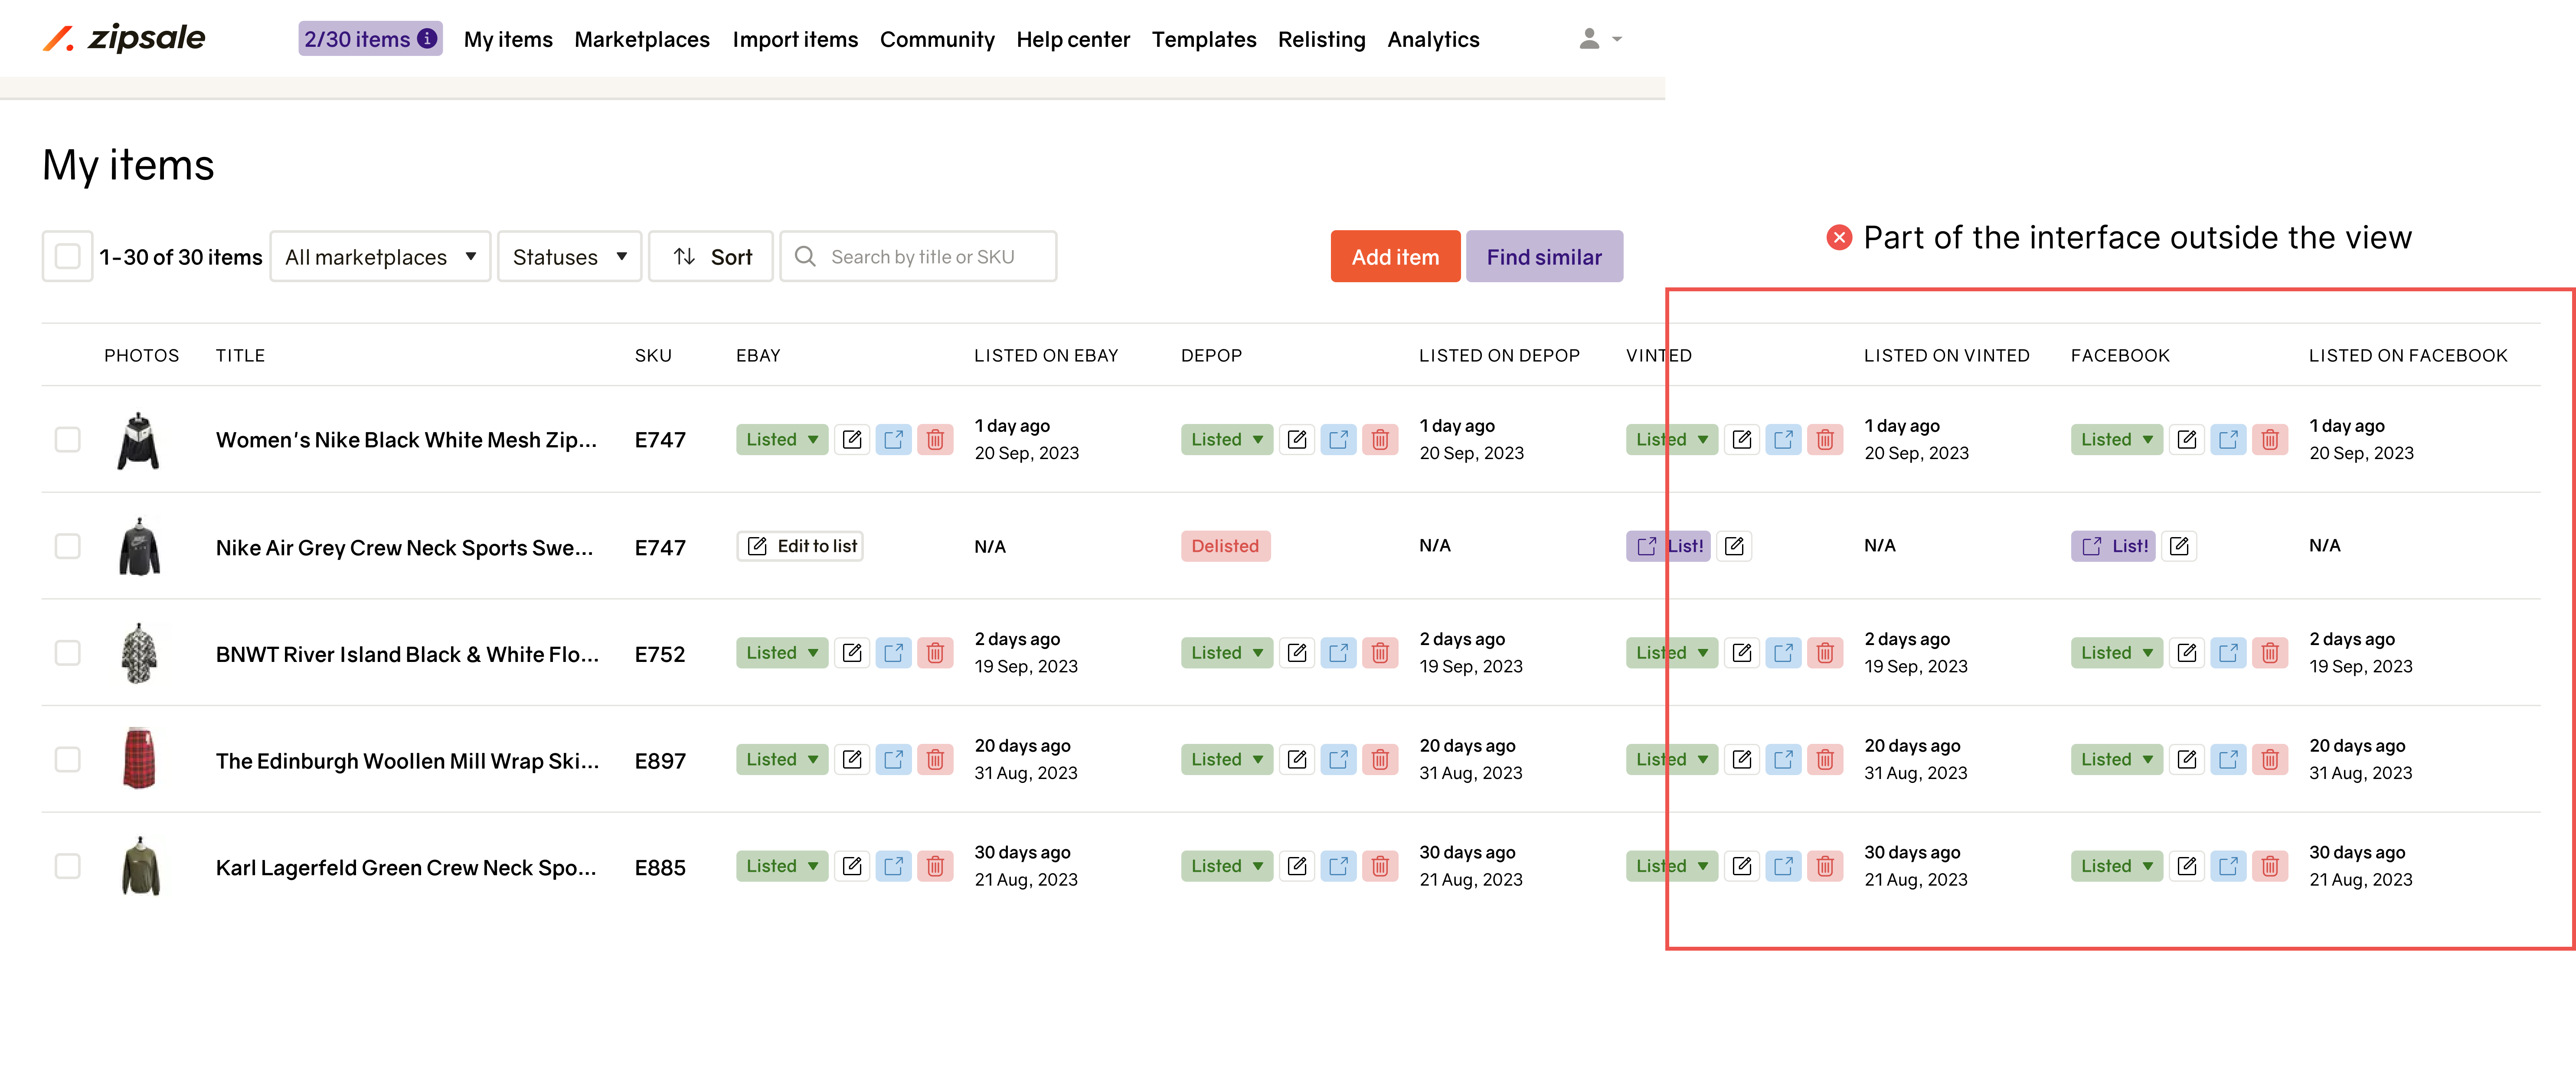 zipsale 2/30 items i My items Marketplaces Import items Community Help center Templates Relisting Analytics
My items
1-30 of 30 items All marketplaces Statuses Sort Search by title or SKU Add item Find similar
Part of the interface outside the view
PHOTOS TITLE SKU EBAY LISTED ON EBAY DEPOP LISTED ON DEPOP VINTED LISTED ON VINTED FACEBOOK LISTED ON FACEBOOK
Women's Nike Black White Mesh Zip... E747 Listed 1 day ago Listed 1 day ago Listed 1 day ago Listed 1 day ago
20 Sep, 2023 20 Sep, 2023 20 Sep, 2023 20 Sep, 2023
Nike Air Grey Crew Neck Sports Swe... E747 Edit to list N/A Delisted N/A List! N/A List! N/A
BNWT River Island Black & White Flo... E752 Listed 2 days ago Listed 2 days ago Listed 2 days ago Listed 2 days ago
19 Sep, 2023 19 Sep, 2023 19 Sep, 2023 19 Sep, 2023
The Edinburgh Woollen Mill Wrap Ski... E897 Listed 20 days ago Listed 20 days ago Listed 20 days ago Listed 20 days ago
31 Aug, 2023 31 Aug, 2023 31 Aug, 2023 31 Aug, 2023
Karl Lagerfeld Green Crew Neck Spo... E885 Listed 30 days ago Listed 30 days ago Listed 30 days ago Listed 30 days ago
21 Aug, 2023 21 Aug, 2023 21 Aug, 2023 21 Aug, 2023